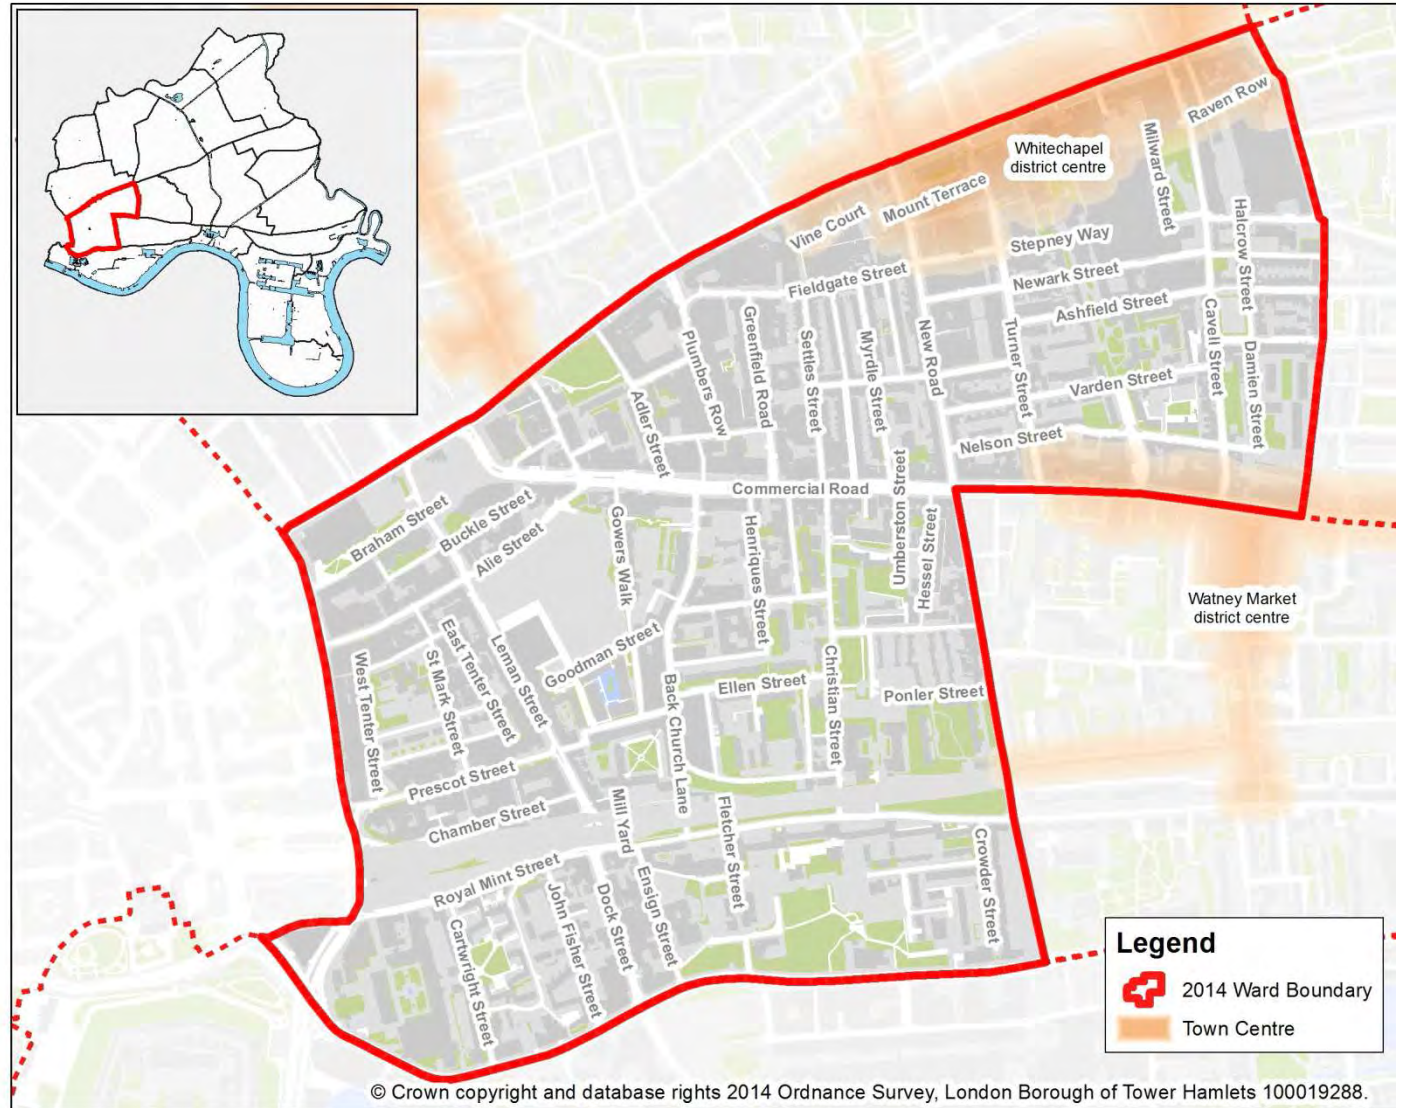 Raven Row
Milward Street
Whitechapel
district centre
Mount Terrace
Vine Court
Halcrow Street
Stepney Way
Newark Street
Fieldgate Street
Ashfield Street
Plumbers Row
Greenfield Road
Settles Street
Myrdle Street
New Road
Turner Street
Cavell Street
Damien Street
Varden Street
Adler Street
Nelson Street
Umberston Street
Commercial Road
Braham Street
Buckle Street
Alie Street
Gowers Walk
Henriques Street
Hessel Street
Watney Market
district centre
Goodman Street
East Tenter Street
St Mark Street
West Tenter Street
Leman Street
Back Church Lane
Ellen Street
Christian Street
Ponler Street
Prescot Street
Chamber Street
Mill Yard
Fletcher Street
Crowder Street
Royal Mint Street
John Fisher Street
Dock Street
Ensign Street
Cartwright Street
Legend
2014 Ward Boundary
Town Centre
© Crown copyright and database rights 2014 Ordnance Survey, London Borough of Tower Hamlets 100019288.